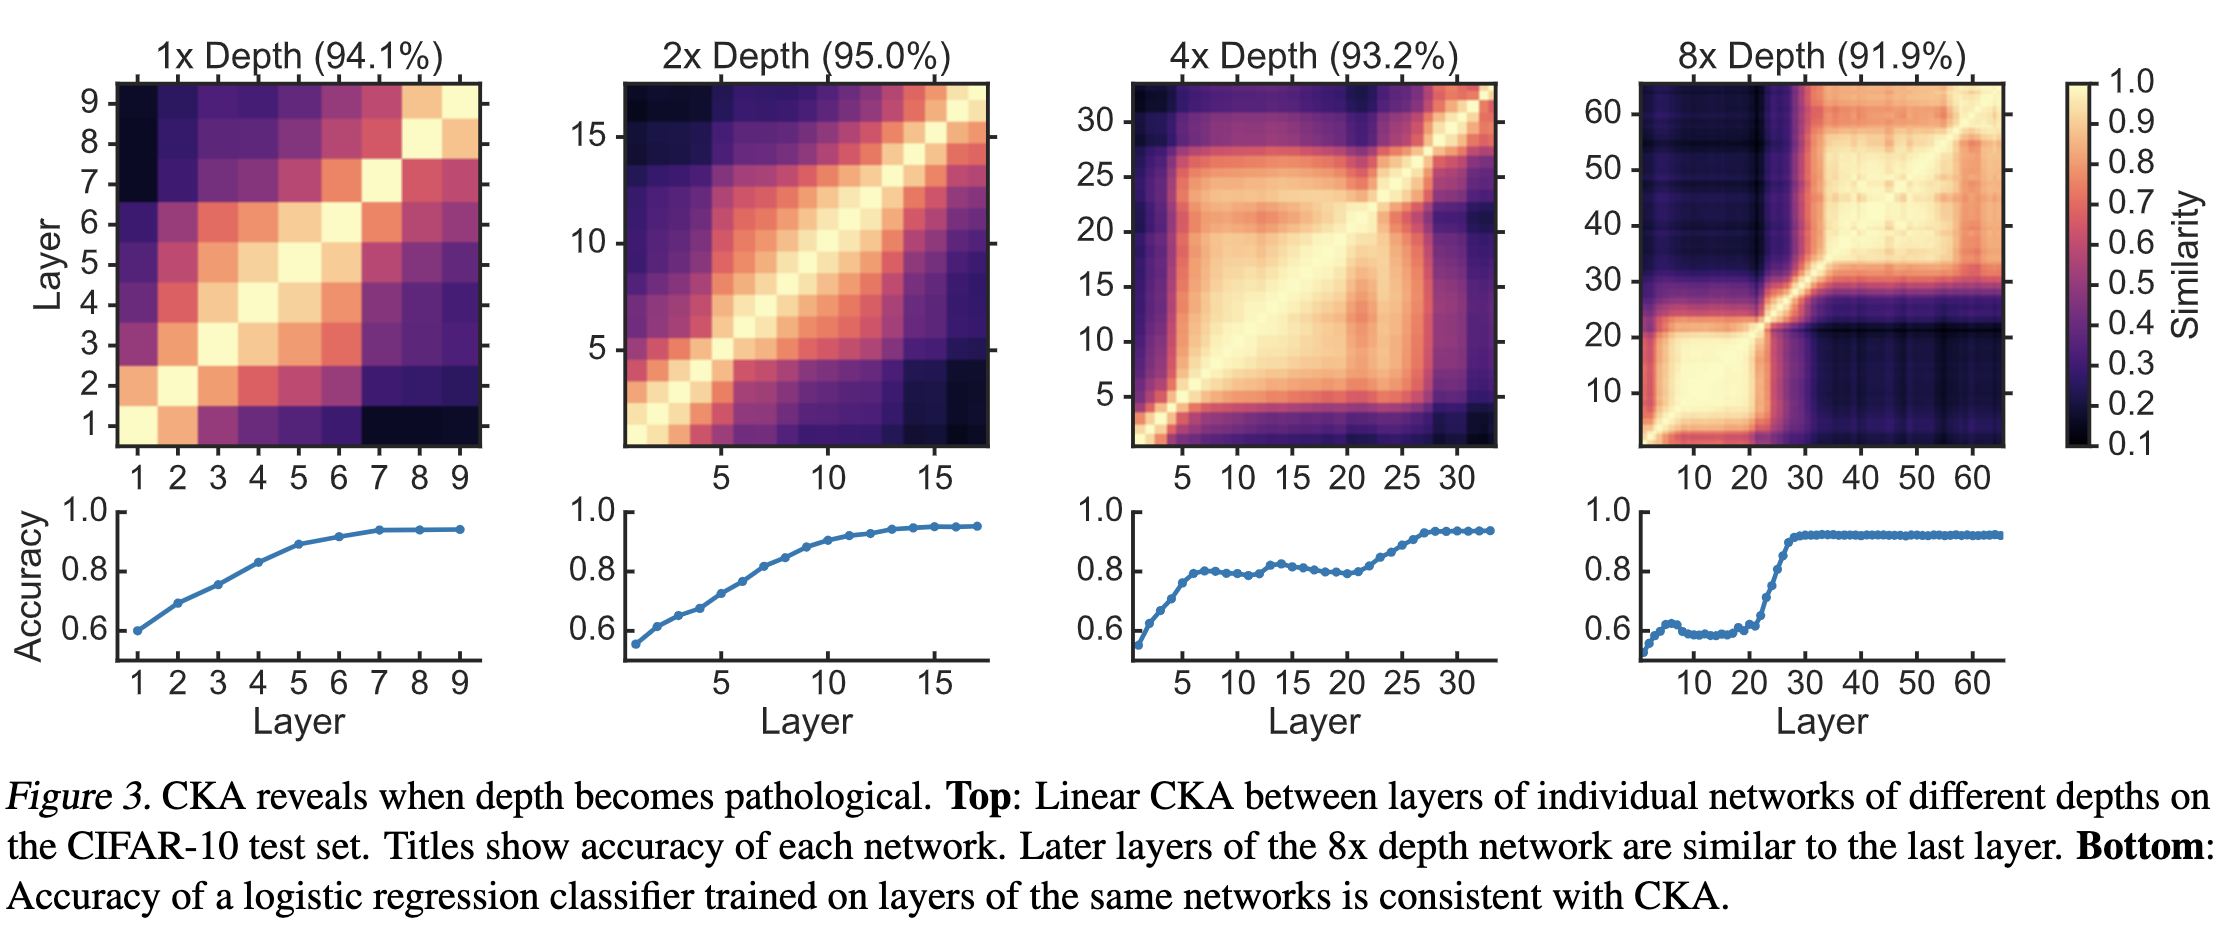 1x Depth (94.1%)
2x Depth (95.0%)
4x Depth (93.2%)
8x Depth (91.9%)
Layer
9
8
7
6
5
4
3
2
1
1 2 3 4 5 6 7 8 9
15
10
5
5 10 15
30
25
20
15
10
5
5 10 15 20 25 30
60
50
40
30
20
10
10 20 30 40 50 60
1.0
0.9
0.8
0.7
0.6
0.5
0.4
0.3
0.2
0.1
Similarity
Accuracy
1.0
0.8
0.6
1 2 3 4 5 6 7 8 9
Layer
1.0
0.8
0.6
5 10 15
Layer
1.0
0.8
0.6
5 10 15 20 25 30
Layer
1.0
0.8
0.6
10 20 30 40 50 60
Layer
Figure 3. CKA reveals when depth becomes pathological. Top: Linear CKA between layers of individual networks of different depths on
the CIFAR-10 test set. Titles show accuracy of each network. Later layers of the 8x depth network are similar to the last layer. Bottom:
Accuracy of a logistic regression classifier trained on layers of the same networks is consistent with CKA.